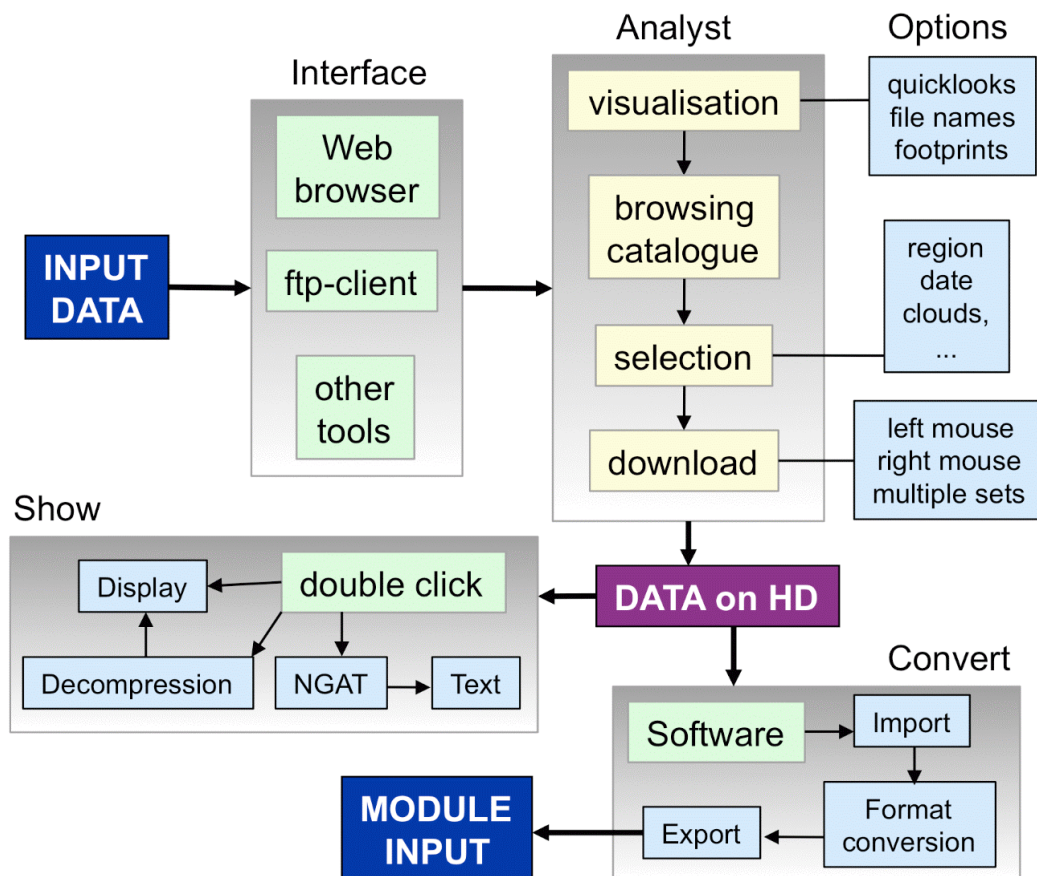 Analyst
Options
Interface
visualisation
quicklooks
file names
footprints
Web
browser
browsing
catalogue
INPUT
DATA
ftp-client
region
date
clouds,
...
selection
other
tools
download
left mouse
right mouse
multiple sets
Show
Display
double click
DATA on HD
Decompression
NGAT
Text
Convert
Software
Import
MODULE
INPUT
Export
Format
conversion